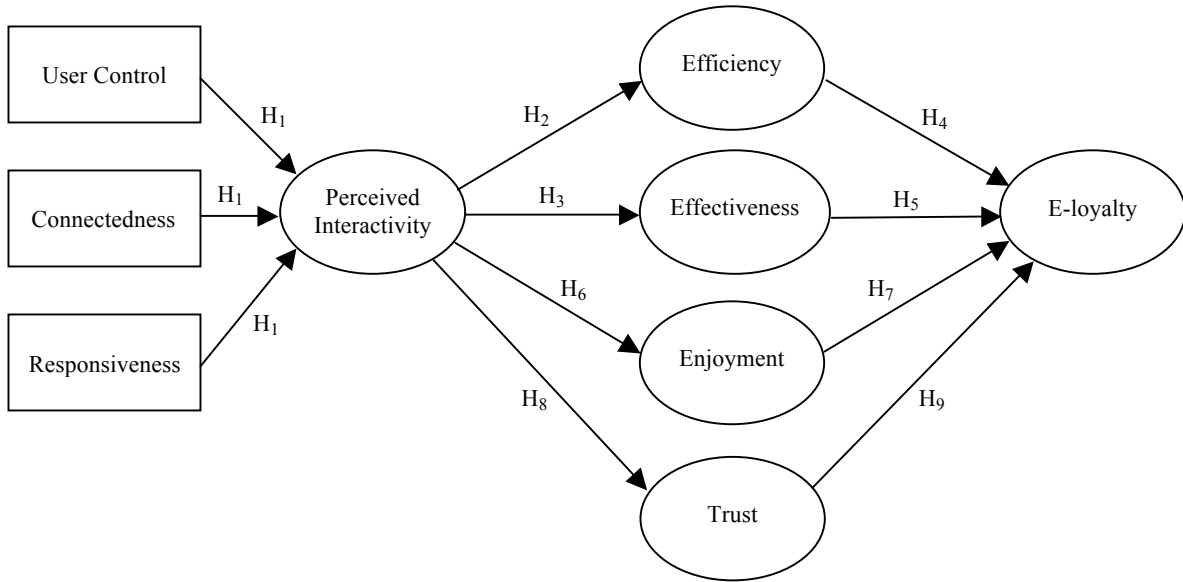 User Control
Connectedness
Responsiveness
H₁
H₁
H₁
Perceived
Interactivity
H₂
H₃
H₆
H₈
Efficiency
Effectiveness
Enjoyment
Trust
H₄
H₅
H₇
H₉
E-loyalty